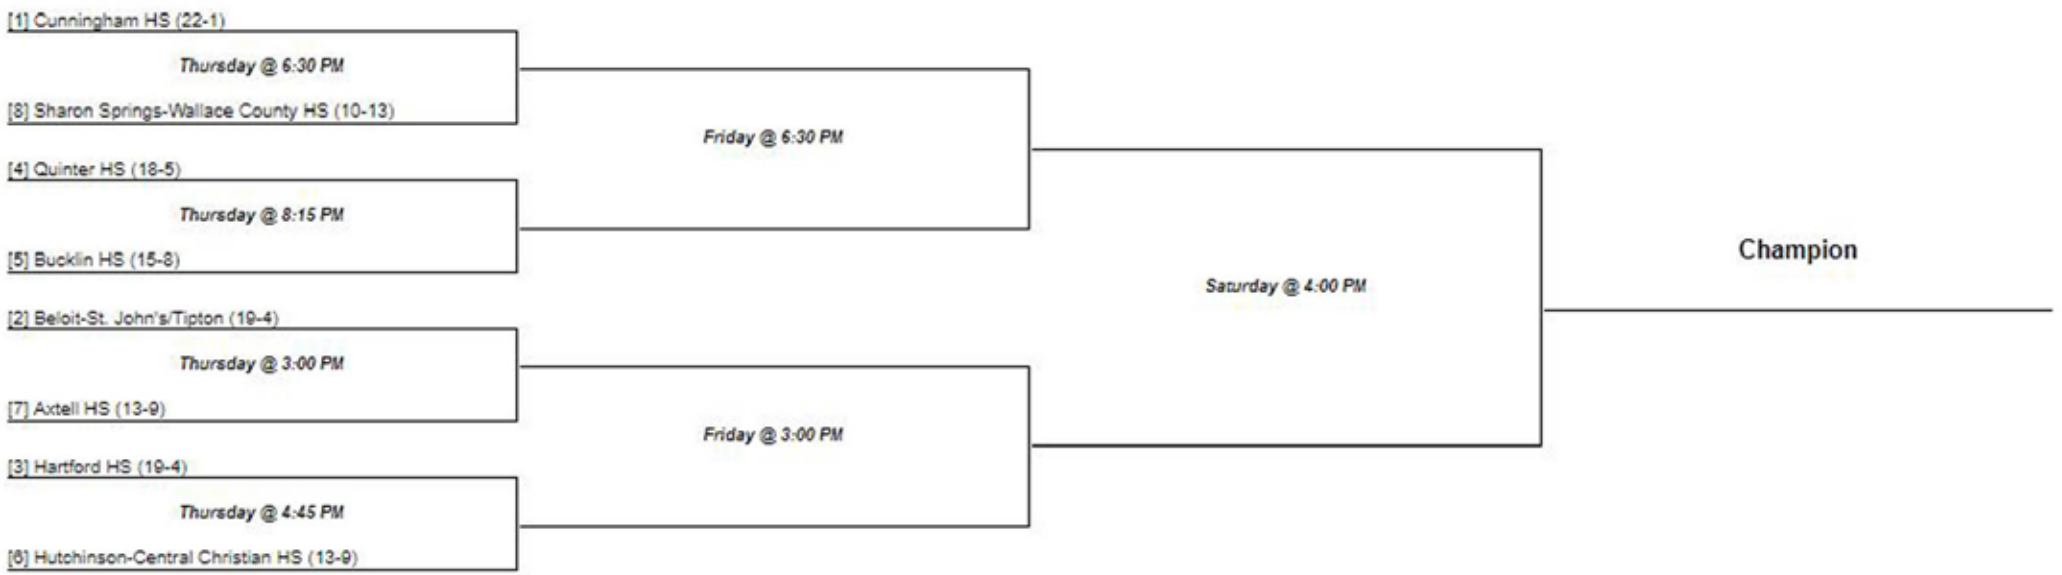 [1] Cunningham HS (22-1)
Thursday @ 6:30 PM
[8] Sharon Springs-Wallace County HS (10-13)
[4] Quinter HS (18-5)
Thursday @ 8:15 PM
[5] Bucklin HS (15-8)
[2] Beloit-St. John's/Tipton (19-4)
Thursday @ 3:00 PM
[7] Axtell HS (13-9)
[3] Hartford HS (19-4)
Thursday @ 4:45 PM
[6] Hutchinson-Central Christian HS (13-9)
Friday @ 6:30 PM
Friday @ 3:00 PM
Saturday @ 4:00 PM
Champion